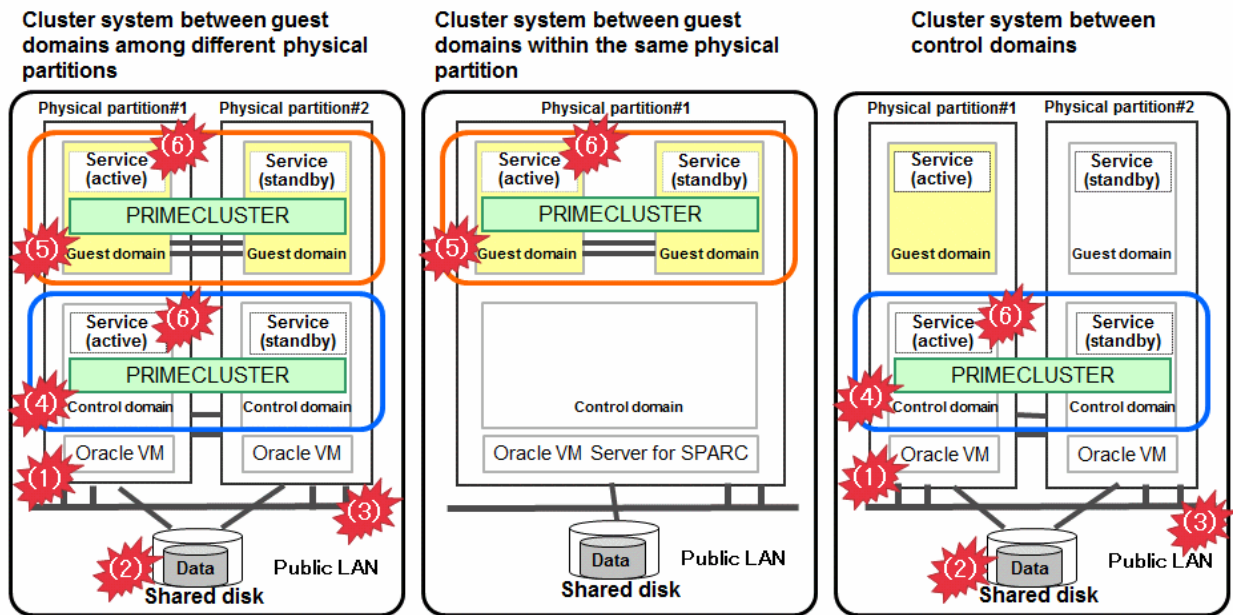 Cluster system between guest
domains among different physical
partitions
Physical partition#1
Physical partition#2
(6)
Service
(active)
Service
(standby)
PRIMECLUSTER
(5)
Guest domain
Guest domain
Service
(active)
(6)
Service
(standby)
PRIMECLUSTER
(4)
Control domain
Control domain
Oracle VM
Oracle VM
(1)
(3)
(2)
Data
Public LAN
Shared disk
Cluster system between guest
domains within the same physical
partition
Physical partition#1
(6)
Service
(active)
Service
(standby)
PRIMECLUSTER
(5)
Guest domain
Guest domain
Control domain
Oracle VM Server for SPARC
Data
Public LAN
Shared disk
Cluster system between
control domains
Physical partition#1
Physical partition#2
Service
(active)
Service
(standby)
Guest domain
Guest domain
(6)
Service
(active)
Service
(standby)
PRIMECLUSTER
(4)
Control domain
Control domain
Oracle VM
Oracle VM
(1)
(3)
(2)
Data
Public LAN
Shared disk